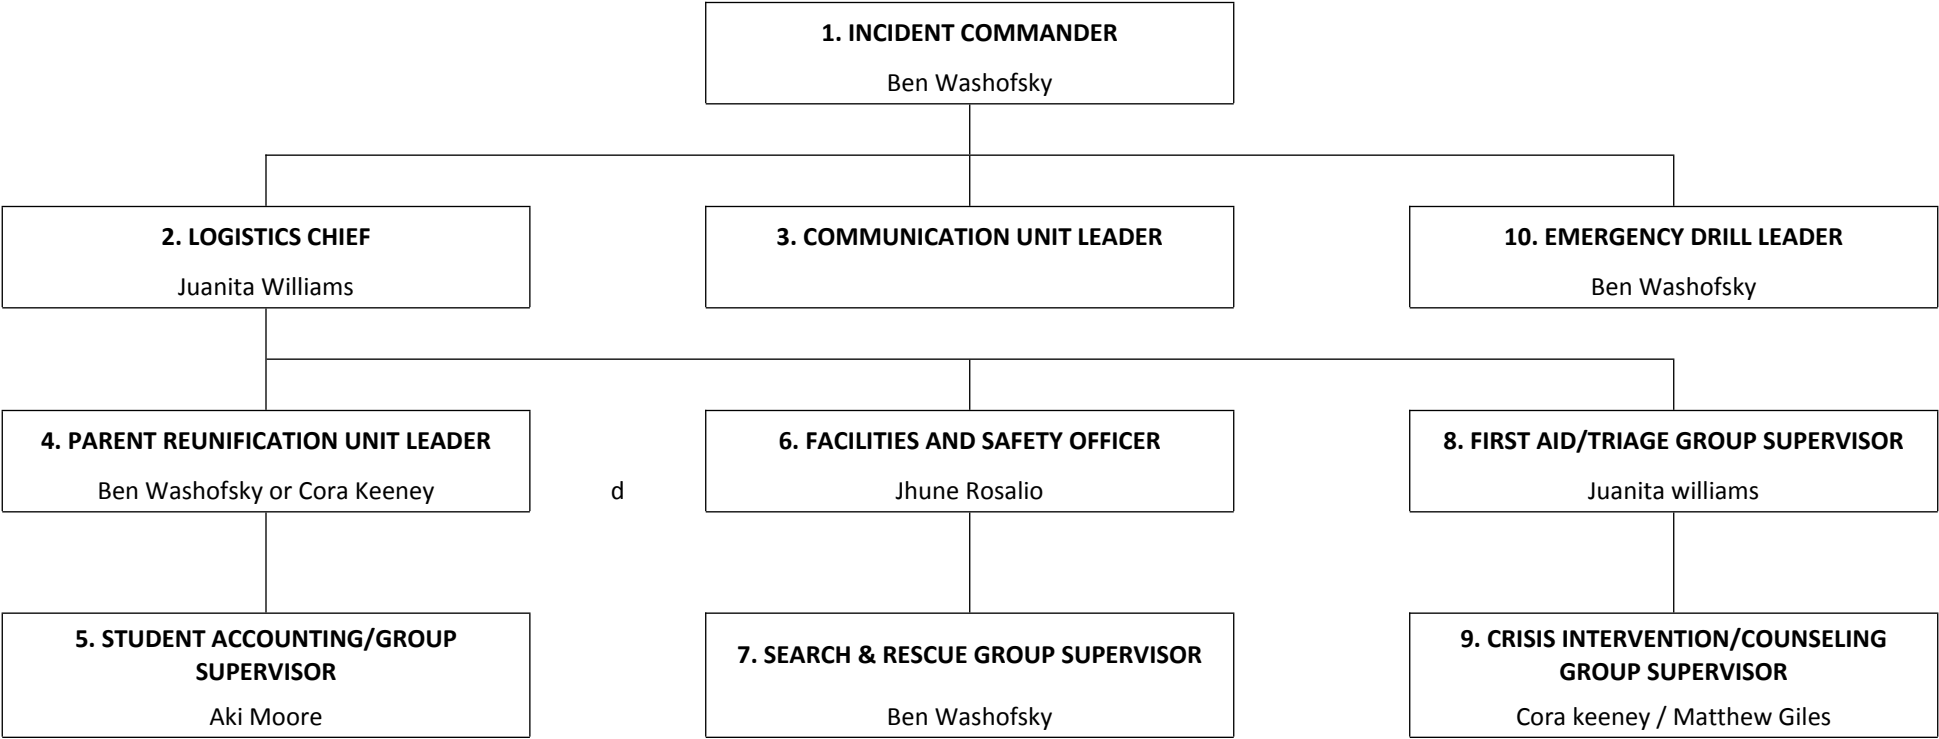 1. INCIDENT COMMANDER
Ben Washofsky
2. LOGISTICS CHIEF
Juanita Williams
3. COMMUNICATION UNIT LEADER
10. EMERGENCY DRILL LEADER
Ben Washofsky
4. PARENT REUNIFICATION UNIT LEADER
Ben Washofsky or Cora Keeney
d
6. FACILITIES AND SAFETY OFFICER
Jhune Rosalio
8. FIRST AID/TRIAGE GROUP SUPERVISOR
Juanita williams
5. STUDENT ACCOUNTING/GROUP
SUPERVISOR
Aki Moore
7. SEARCH & RESCUE GROUP SUPERVISOR
Ben Washofsky
9. CRISIS INTERVENTION/COUNSELING
GROUP SUPERVISOR
Cora keeney / Matthew Giles